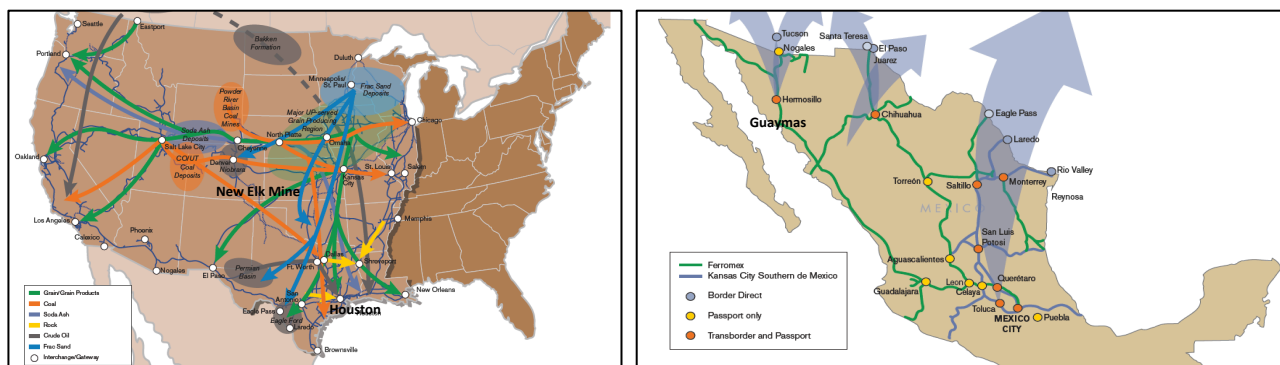 Seattle
Eastport
Portland
Bakken
Formation
Duluth
Minneapolis/
St. Paul
Frac Sand
Deposits
Powder
River
Basin
Coal
Mines
Major UP-served
Grain Producing
Region
Chicago
Soda Ash
Deposits
North Platte
Salt Lake City
Cheyenne
Omaha
Oakland
CO/UT
Coal
Deposits
Denver
Niobrara
St. Louis
Salem
Kansas
City
New Elk Mine
Los Angeles
Memphis
Calexico
Phoenix
Nogales
El Paso
Permian
Basin
Dallas
Ft. Worth
Shreveport
San
Antonio
New Orleans
Houston
Eagle Pass
Eagle Ford
Laredo
Brownsville
Grain/Grain Products
Coal
Soda Ash
Rock
Crude Oil
Frac Sand
Interchange/Gateway
Tucson
Nogales
Santa Teresa
El Paso
Juarez
Hermosillo
Guaymas
Chihuahua
Eagle Pass
Laredo
Rio Valley
Torreón
Saltillo
Monterrey
Reynosa
MEXICO
San Luis
Potosi
Aguascalientes
Guadalajara
Leon
Celaya
Querétaro
Toluca
MEXICO
CITY
Puebla
Ferromex
Kansas City Southern de Mexico
Border Direct
Passport only
Transborder and Passport